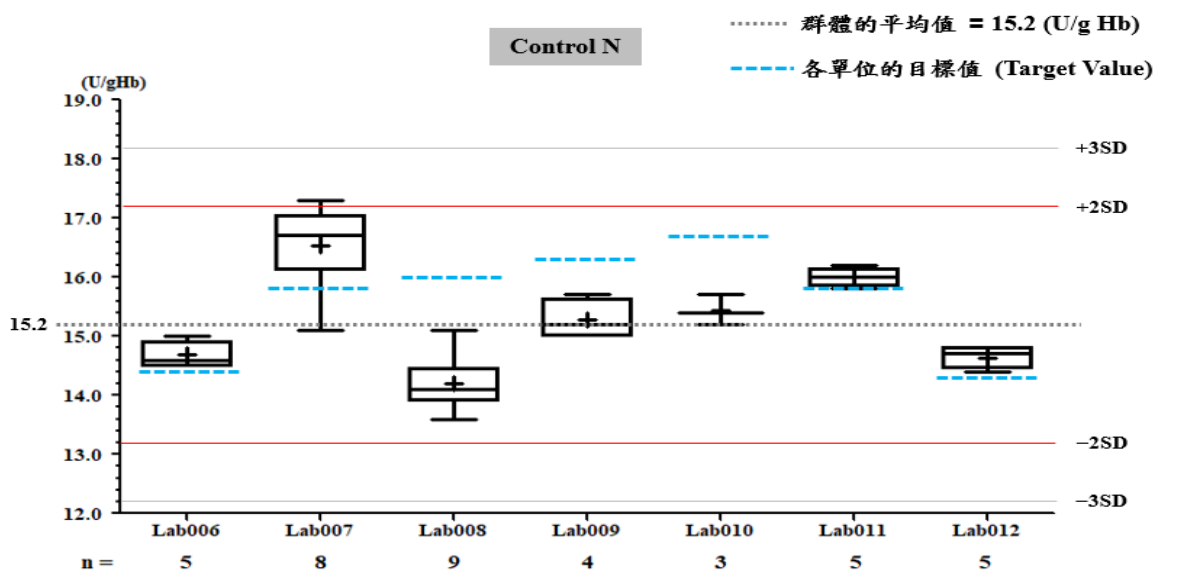 群體的平均值 = 15.2 (U/g Hb)
Control N
各單位的目標值 (Target Value)
(U/gHb)
19.0
+3SD
18.0
+2SD
17.0
16.0
15.2
15.0
14.0
−2SD
13.0
−3SD
12.0
Lab006 Lab007 Lab008 Lab009 Lab010 Lab011 Lab012
n = 5 8 9 4 3 5 5